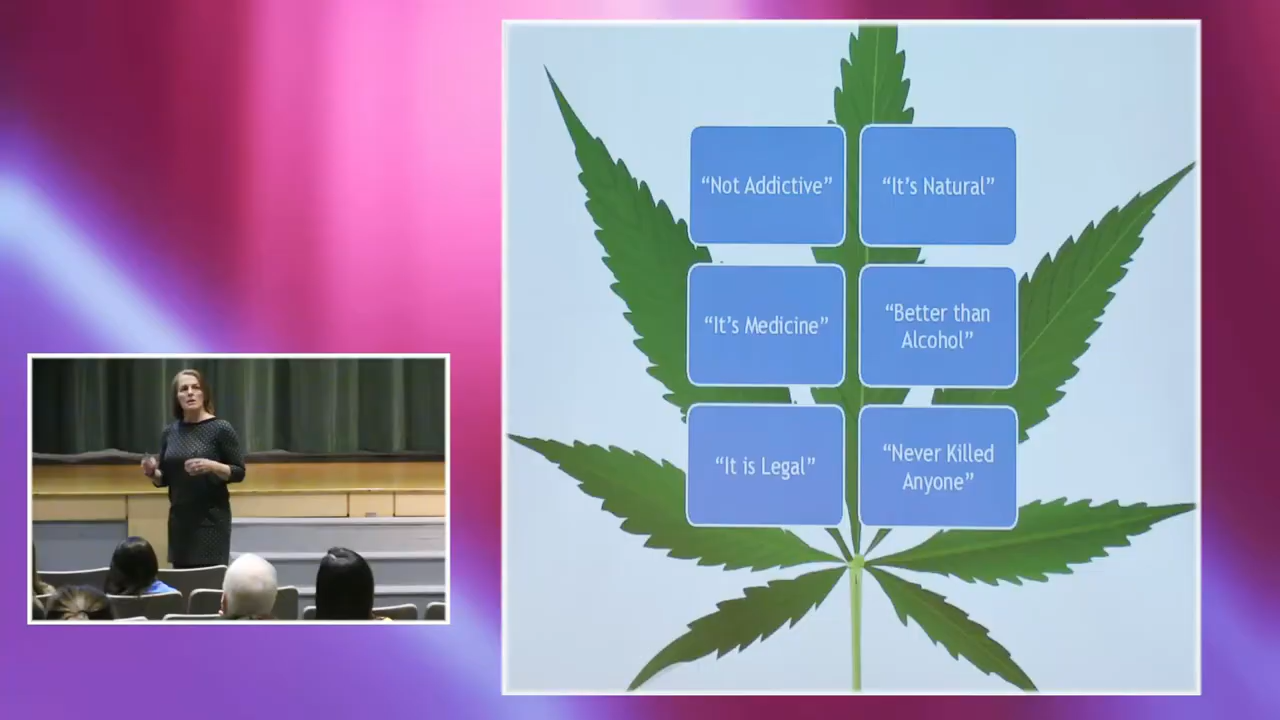 “Not Addictive”
“It’s Natural”
“It’s Medicine”
“Better than
Alcohol”
“It is Legal”
“Never Killed
Anyone”